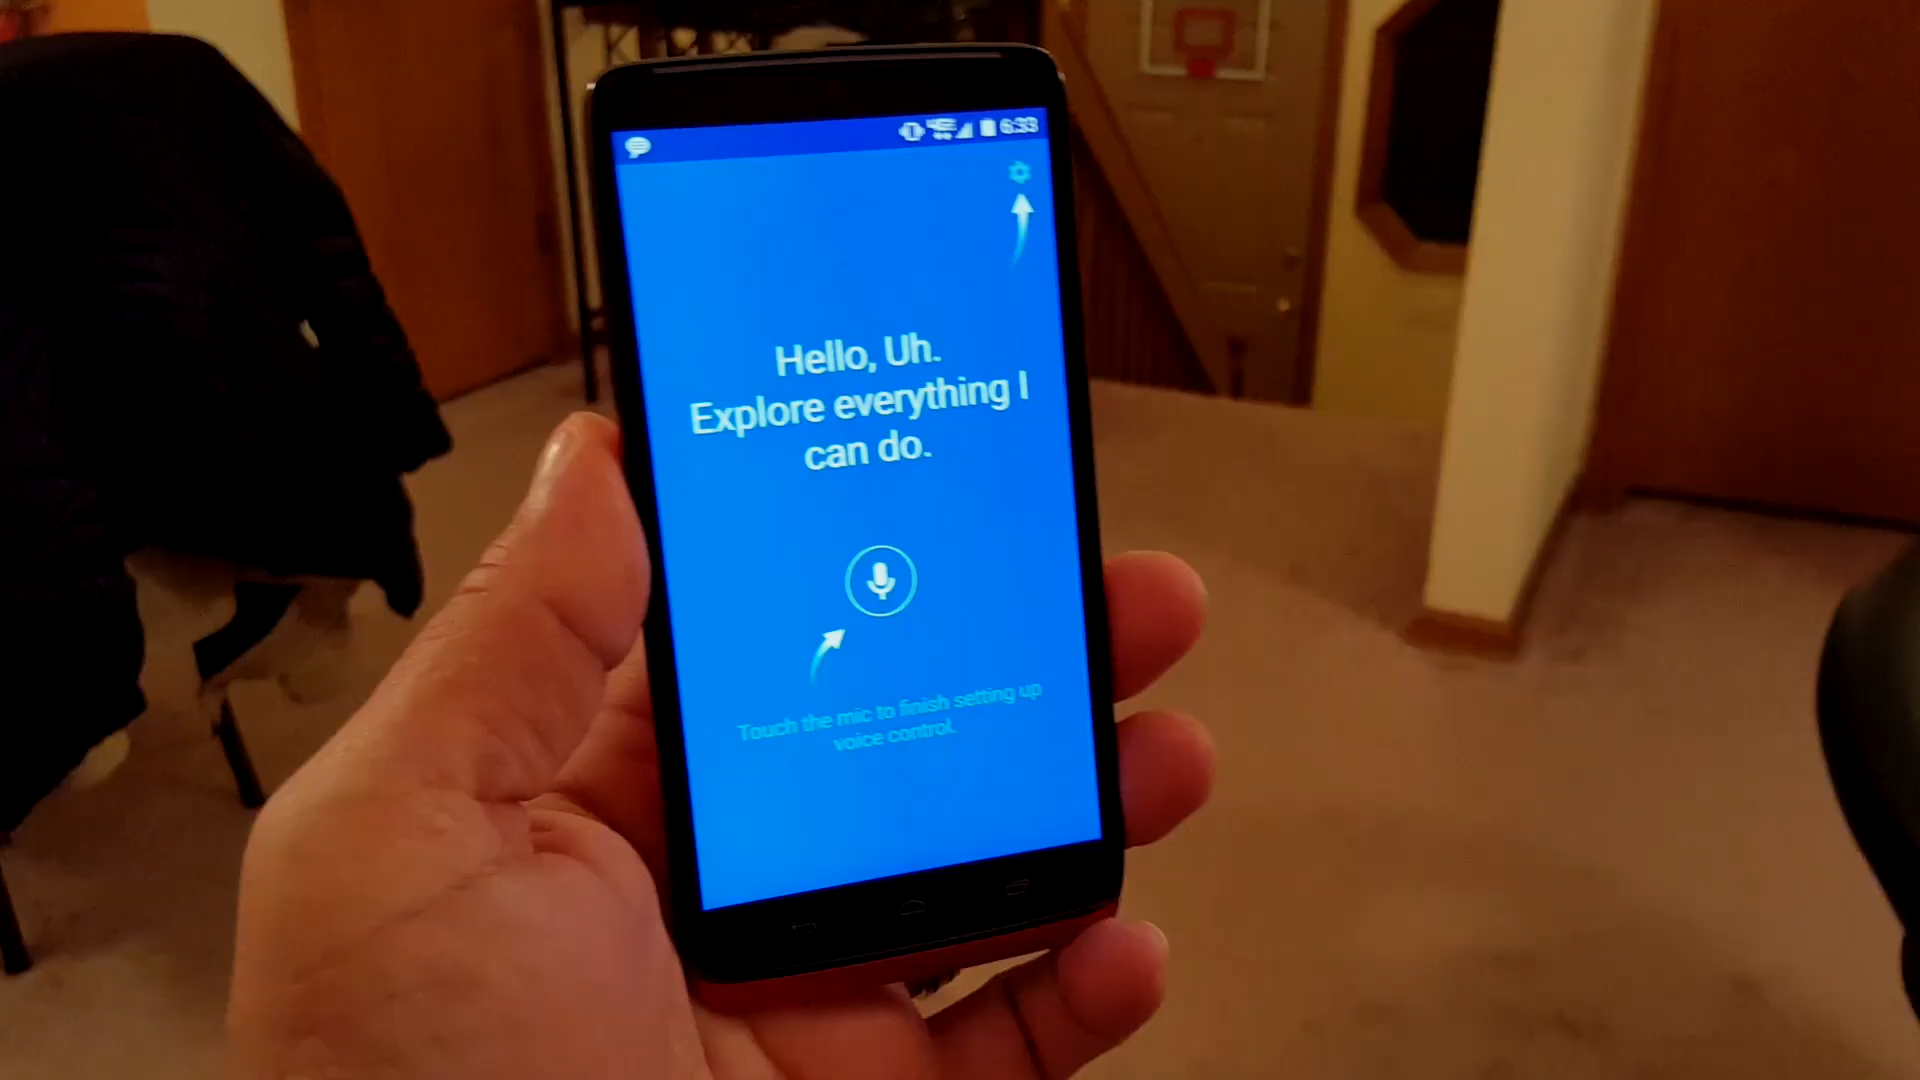 6:33
Hello, Uh.
Explore everything I
can do.
Touch the mic to finish setting up
voice control.